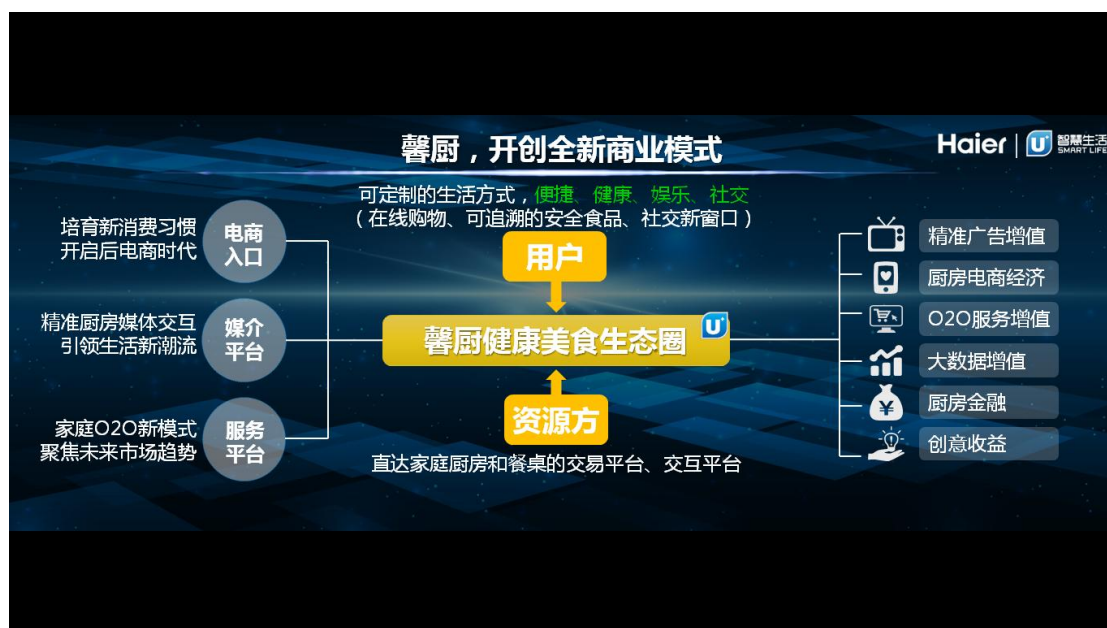 馨厨，开创全新商业模式
Haier | U+ 智慧生活
SMART LIFE
可定制的生活方式，便捷、健康、娱乐、社交
（在线购物、可追溯的安全食品、社交新窗口）
用户
培育新消费习惯
开启后电商时代
电商
入口
精准厨房媒体交互
引领生活新潮流
媒介
平台
家庭O2O新模式
聚焦未来市场趋势
服务
平台
馨厨健康美食生态圈
U+
资源方
直达家庭厨房和餐桌的交易平台、交互平台
精准广告增值
厨房电商经济
O2O服务增值
大数据增值
¥
厨房金融
创意收益